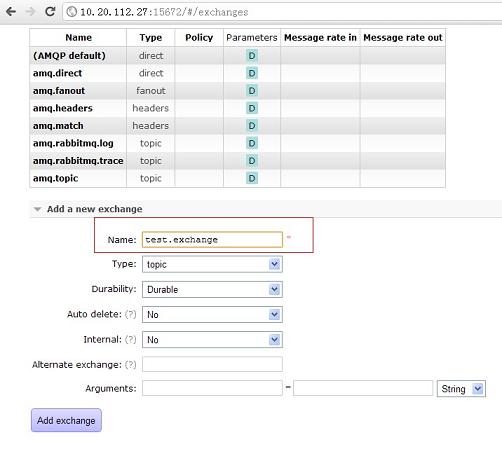 10.20.112.27:15672/#/exchanges
Name Type Policy Parameters Message rate in Message rate out
(AMQP default) direct D
amq.direct direct D
amq.fanout fanout D
amq.headers headers D
amq.match headers D
amq.rabbitmq.log topic D
amq.rabbitmq.trace topic D
amq.topic topic D
Add a new exchange
Name: test.exchange *
Type: topic
Durability: Durable
Auto delete: (?) No
Internal: (?) No
Alternate exchange: (?)
Arguments: = String
Add exchange